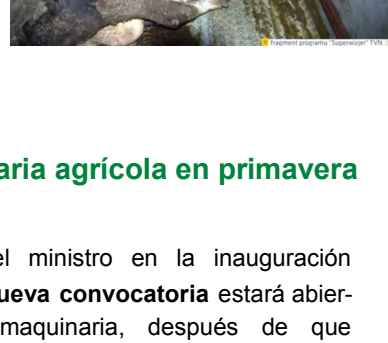 fragment programu "Superwizjer" TVN
aria agrícola en primavera
el ministro en la inauguración
ueva convocatoria estará abier-
maquinaria, después de que